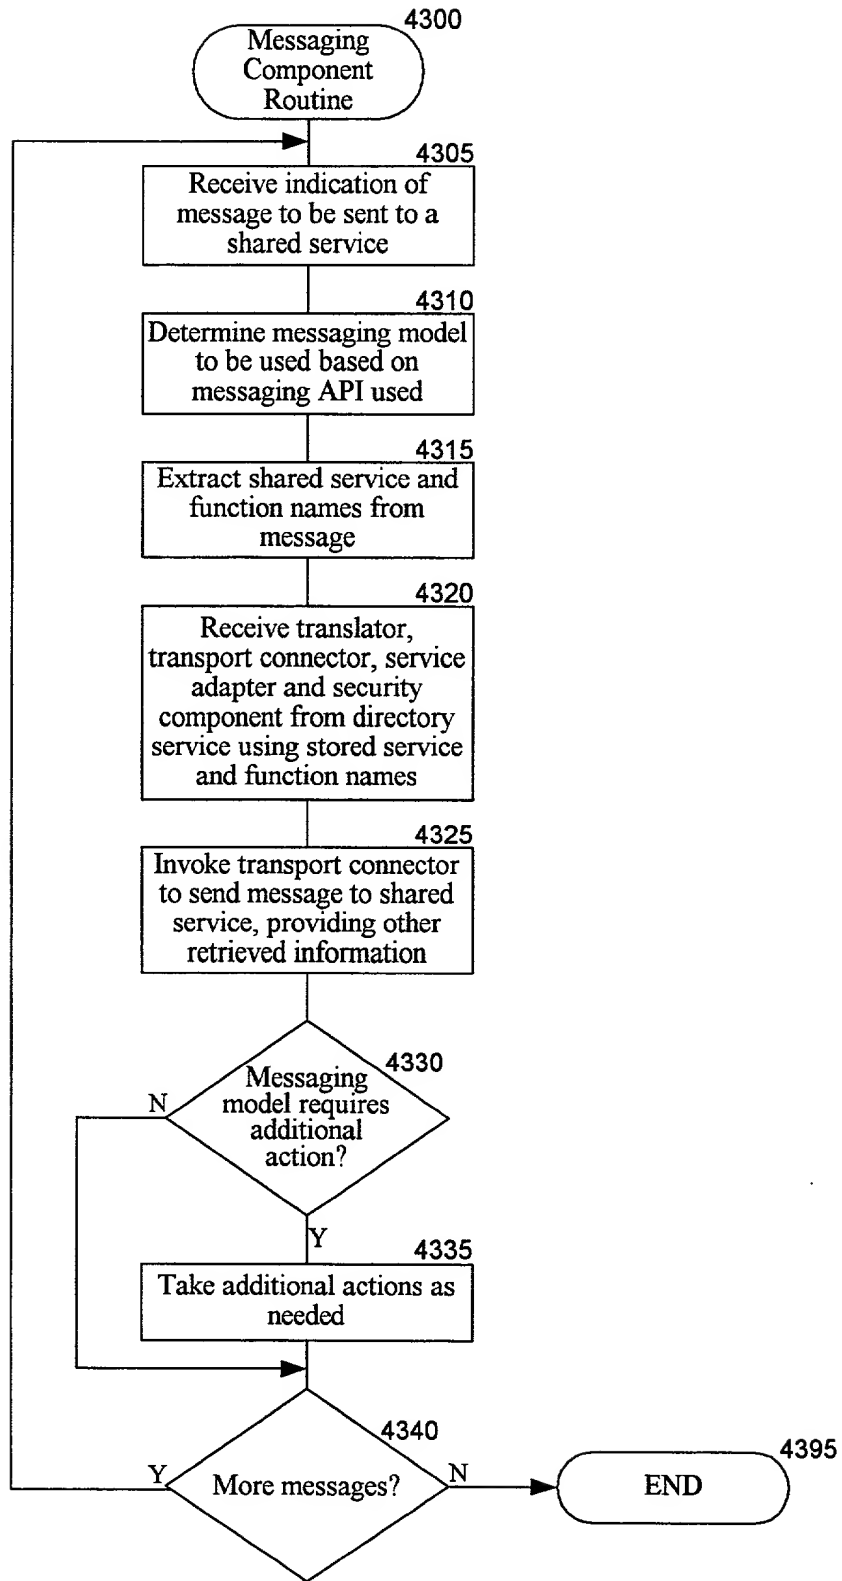 4300
Messaging
Component
Routine
4305
Receive indication of
message to be sent to a
shared service
4310
Determine messaging model
to be used based on
messaging API used
4315
Extract shared service and
function names from
message
4320
Receive translator,
transport connector, service
adapter and security
component from directory
service using stored service
and function names
4325
Invoke transport connector
to send message to shared
service, providing other
retrieved information
4330
Messaging
model requires
additional
action?
N
Y
4335
Take additional actions as
needed
4340
More messages?
Y
N
4395
END